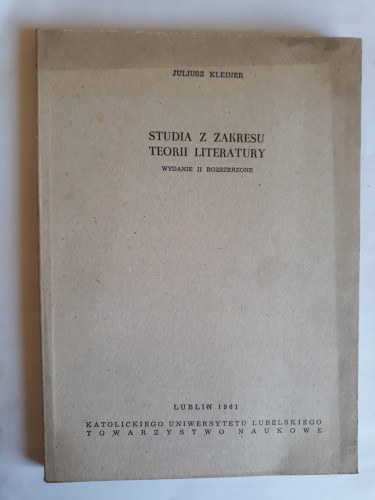 JULIUSZ KLEINER
STUDIA Z ZAKRESU
TEORII LITERATURY
WYDANIE II ROZSZERZONE
LUBLIN 1961
KATOLICKIEGO UNIWERSYTETU LUBELSKIEGO
TOWARZYSTWO NAUKOWE